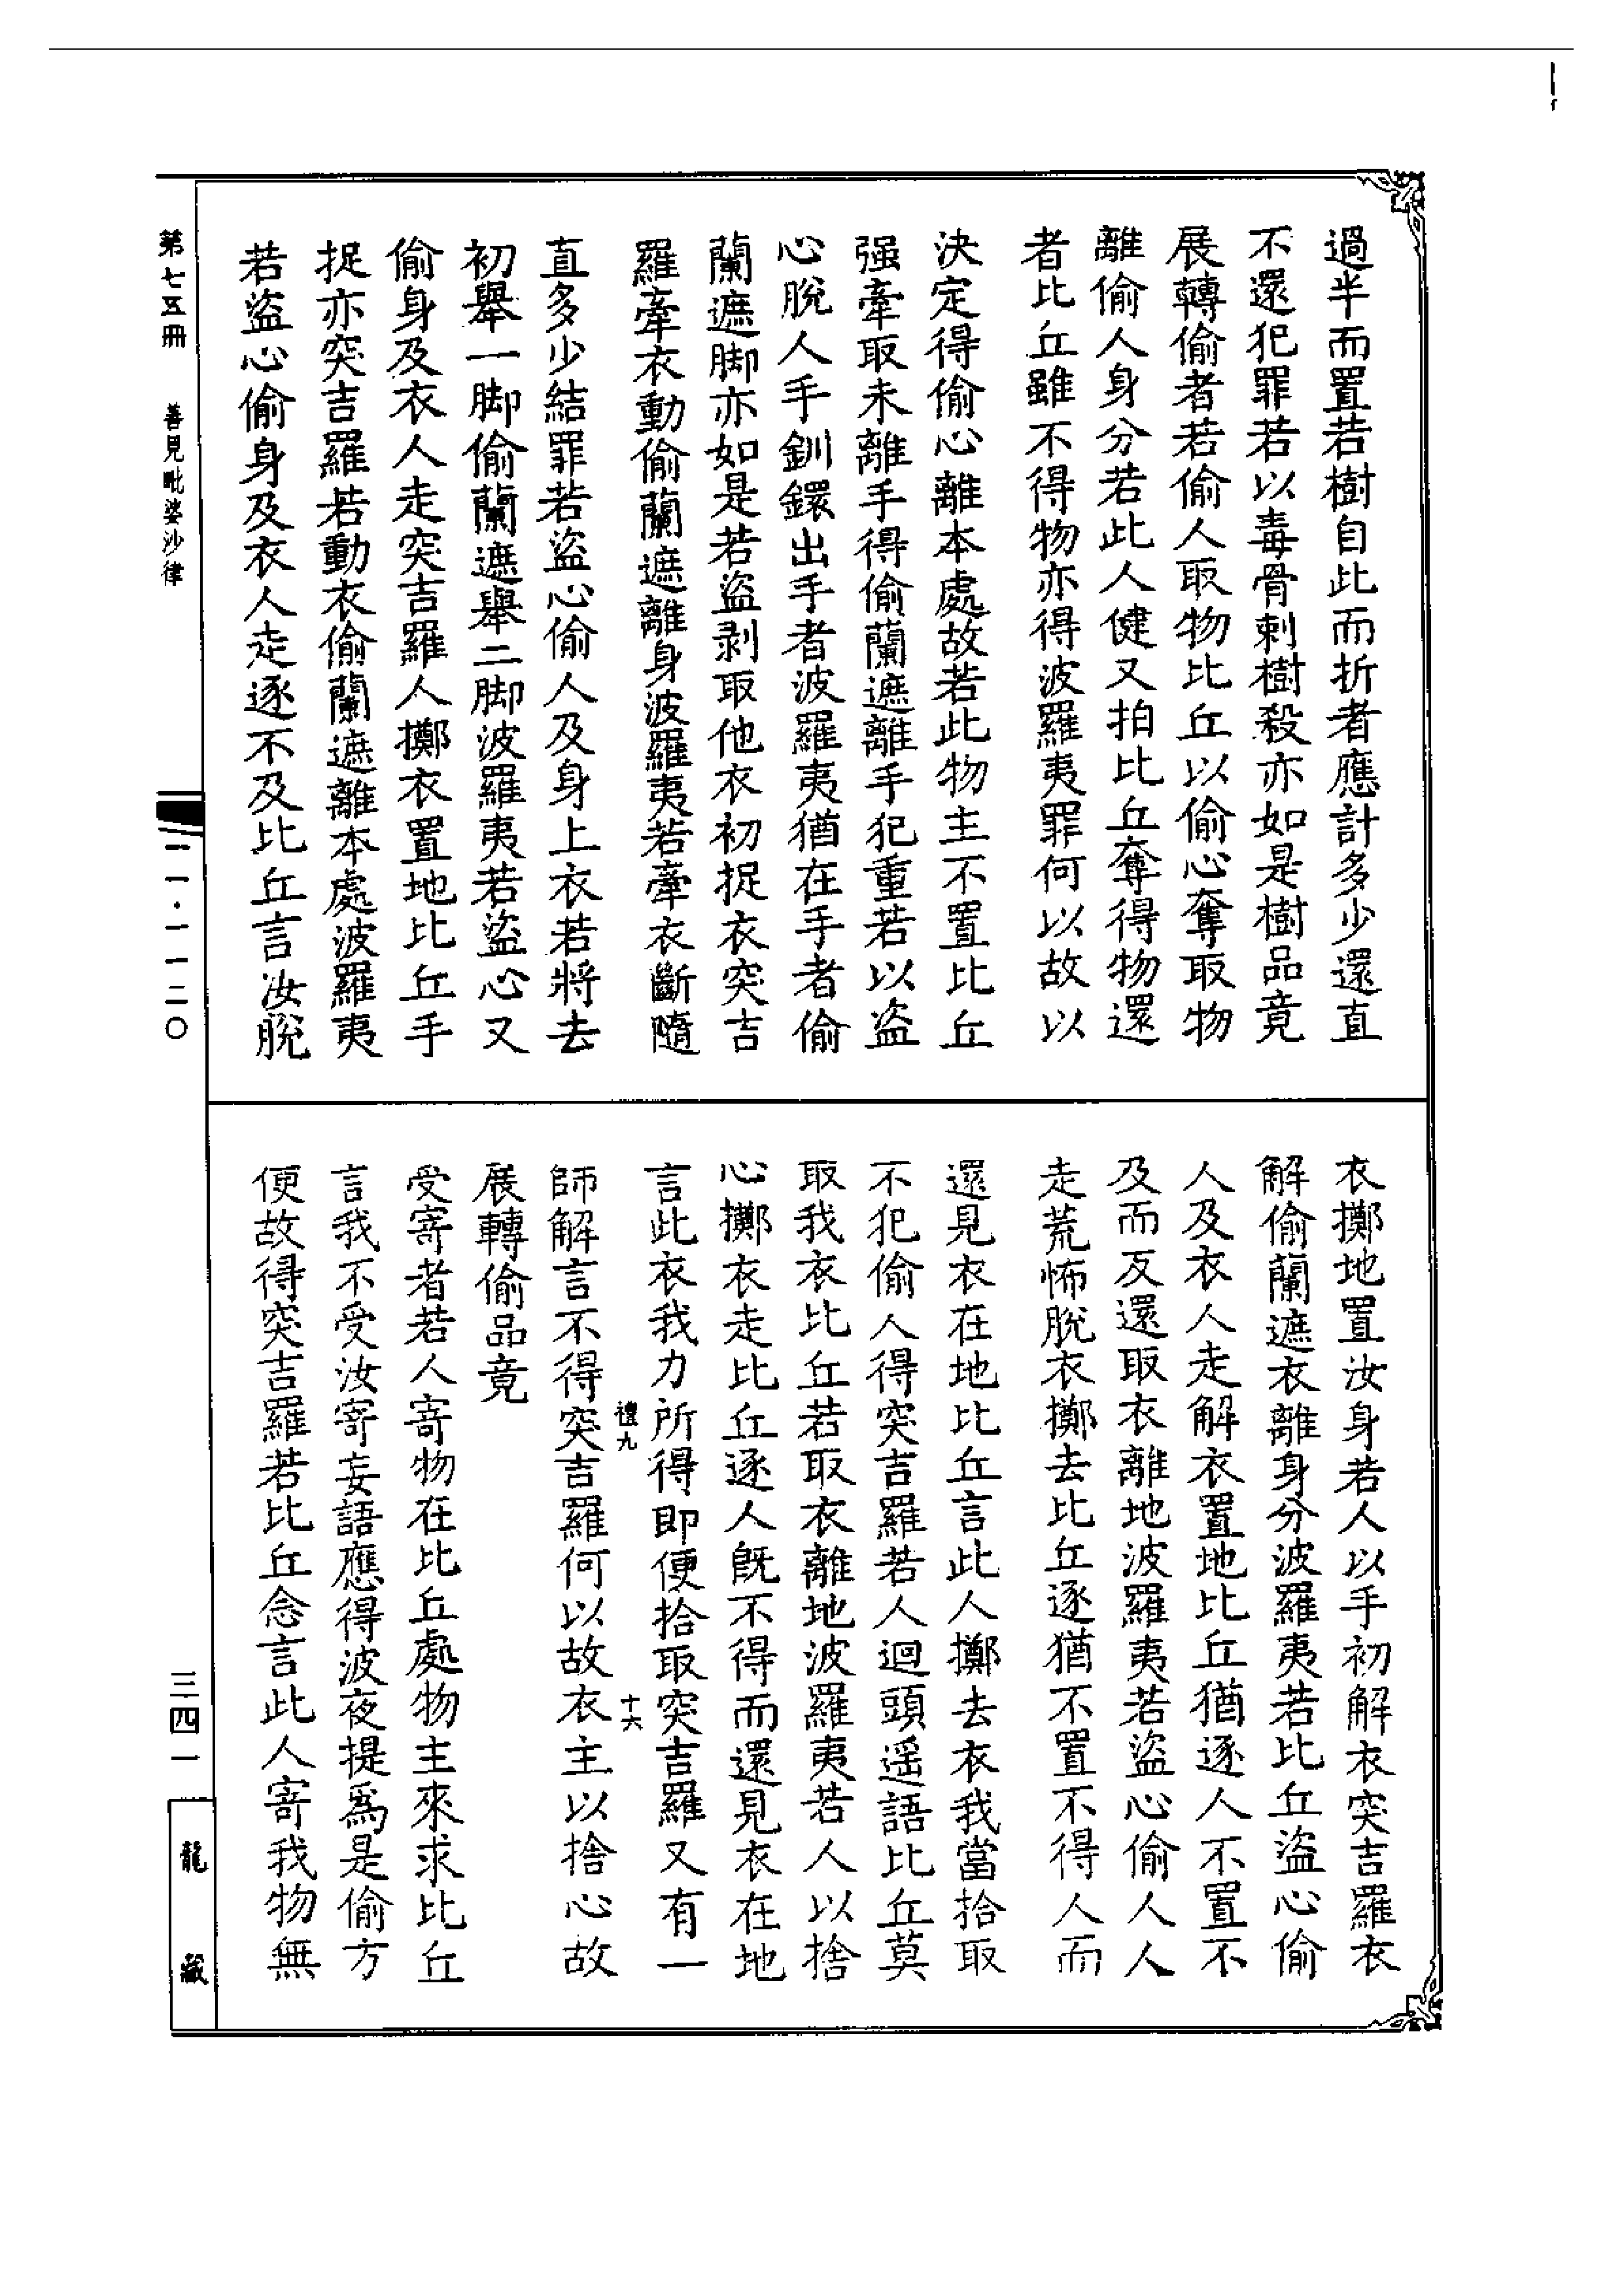 過半而置若樹自此而折者應計多少還直
不還犯罪若以毒骨刺樹殺亦如是樹品竟
展轉偷者若偷人取物比丘以偷心奪取物
離偷人身分若此人健又拍比丘奪得物還
者比丘雖不得物亦得波羅夷罪何以故以
決定得偷心離本處故若此物主不置比丘
强牽取未離手得偷蘭遮離手犯重若以盜
心脫人手釧鐶出手者波羅夷猶在手者偷
蘭遮脚亦如是若盜剥取他衣初捉衣突吉
羅牽衣動偷蘭遮離身波羅夷若牽衣斷隨
直多少結罪若盜心偷人及身上衣若將去
初舉一脚偷蘭遮舉二脚波羅夷若盜心又
偷身及衣人走突吉羅人擲衣置地比丘手
捉亦突吉羅若動衣偷蘭遮離本處波羅夷
若盜心偷身及衣人走逐不及比丘言汝脫
衣擲地置汝身若人以手初解衣突吉羅衣
解偷蘭遮衣離身分波羅夷若比丘盜心偷
人及衣人走解衣置地比丘猶逐人不置不
及而反還取衣離地波羅夷若盜心偷人人
走荒怖脫衣擲去比丘逐猶不置不得人而
還見衣在地比丘言此人擲去衣我當拾取
不犯偷人得突吉羅若人迴頭遥語比丘莫
取我衣比丘若取衣離地波羅夷若人以捨
心擲衣走比丘逐人旣不得而還見衣在地
言此衣我力所得即便拾取突吉羅又有一
禮九 十六
師解言不得突吉羅何以故衣主以捨心故
展轉偷品竟
受寄者若人寄物在比丘處物主來求比丘
言我不受汝寄妄語應得波夜提爲是偷方
便故得突吉羅若比丘念言此人寄我物無
第七五冊 善見毗婆沙律
一一·一一二〇
三四一
龍藏